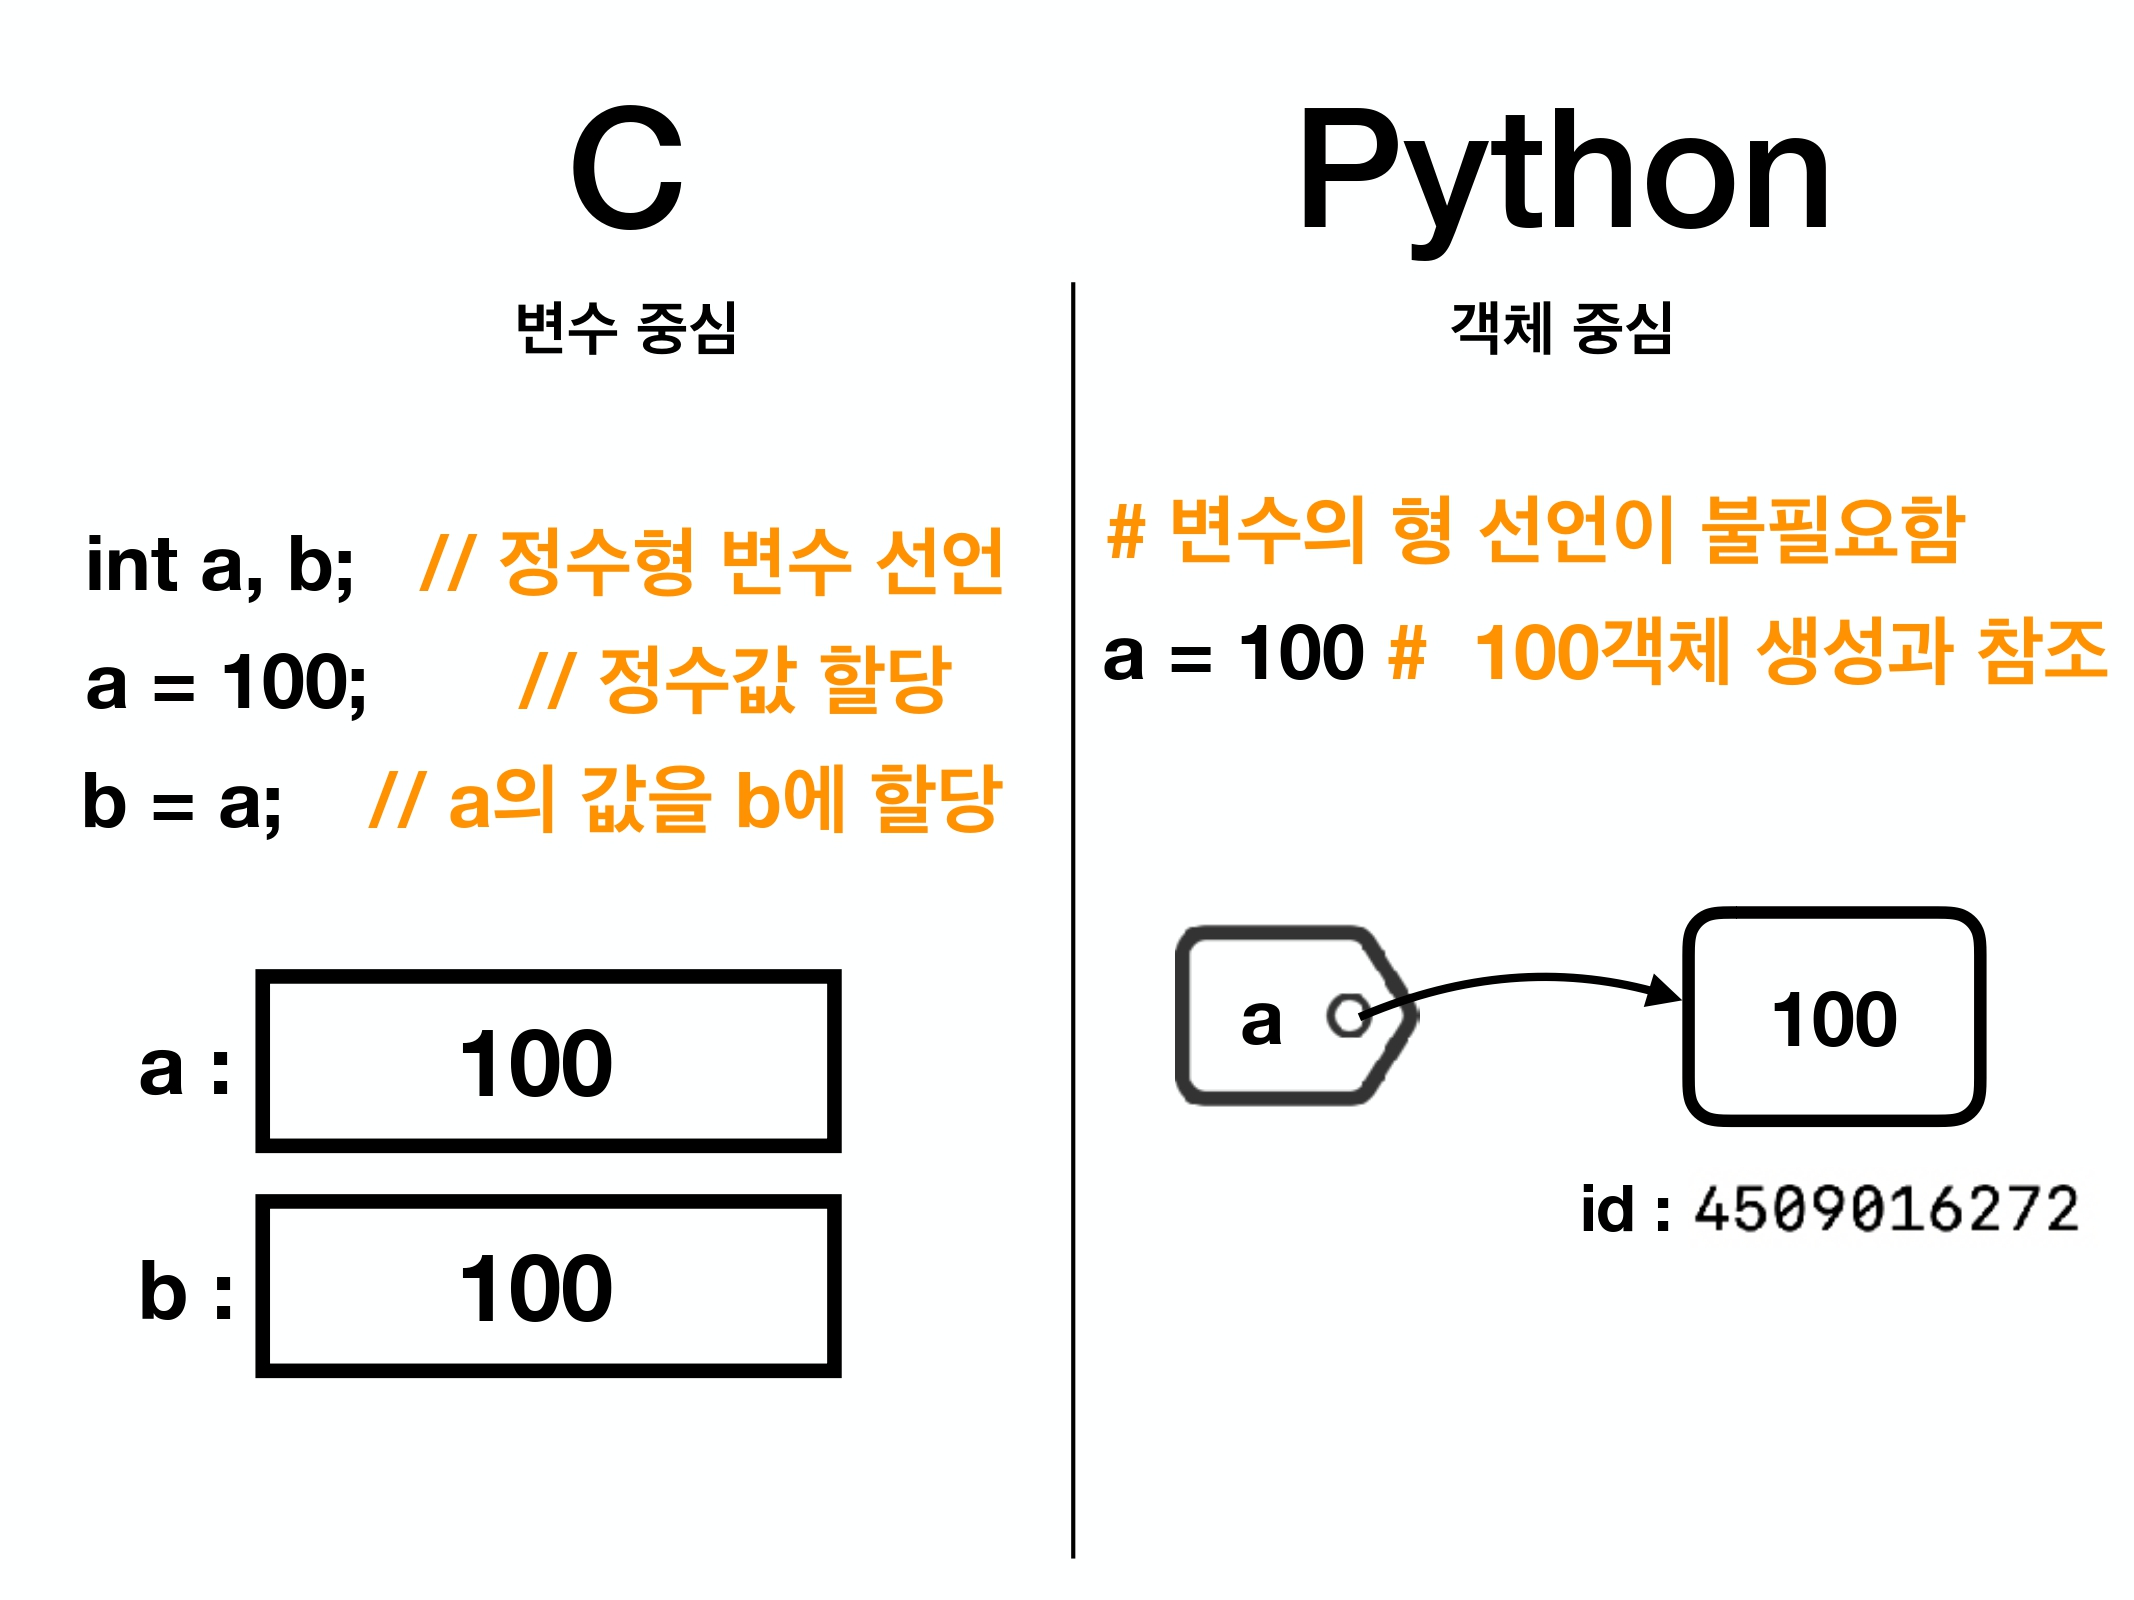 C
변수 중심
int a, b; // 정수형 변수 선언
a = 100; // 정수값 할당
b = a; // a의 값을 b에 할당
a : 100
b : 100
Python
객체 중심
# 변수의 형 선언이 불필요함
a = 100 # 100객체 생성과 참조
a
100
id : 4509016272